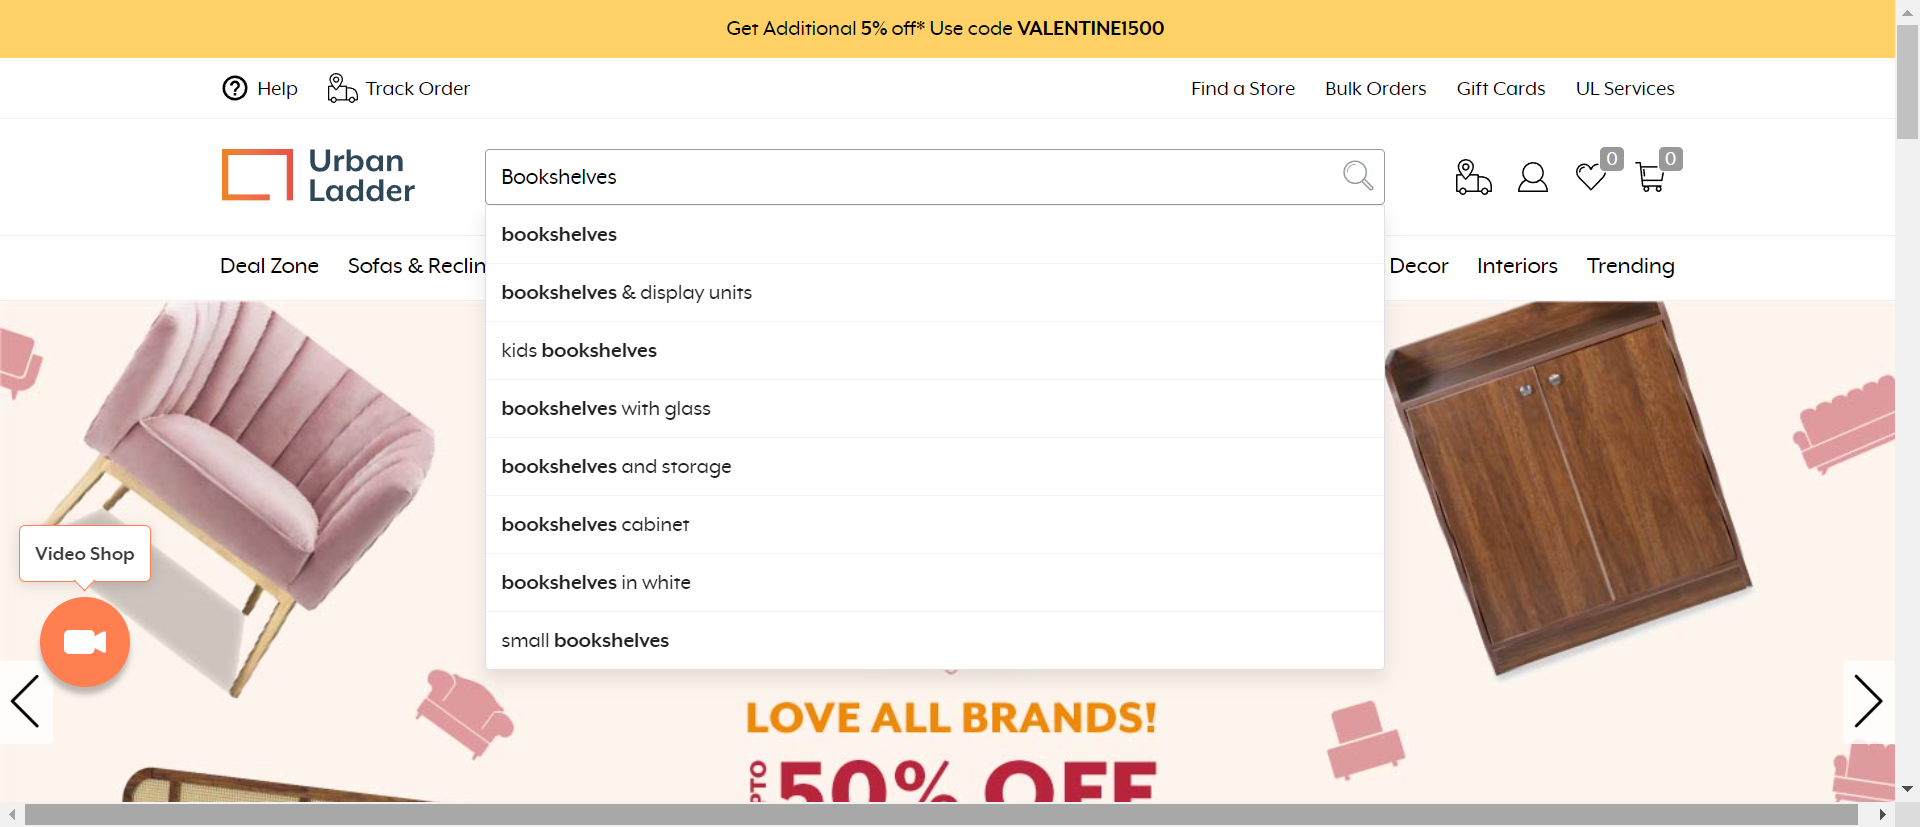 Get Additional 5% off* Use code VALENTINE1500
Help
Track Order
Find a Store
Bulk Orders
Gift Cards
UL Services
Urban
Ladder
Bookshelves
0
0
Deal Zone
Sofas & Reclin
Decor
Interiors
Trending
bookshelves
bookshelves & display units
kids bookshelves
bookshelves with glass
bookshelves and storage
bookshelves cabinet
bookshelves in white
small bookshelves
Video Shop
LOVE ALL BRANDS!
50% OFF